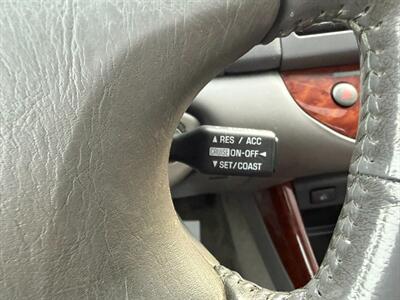 ▲ RES / ACC
CRUISE ON-OFF ◄
▼ SET/COAST